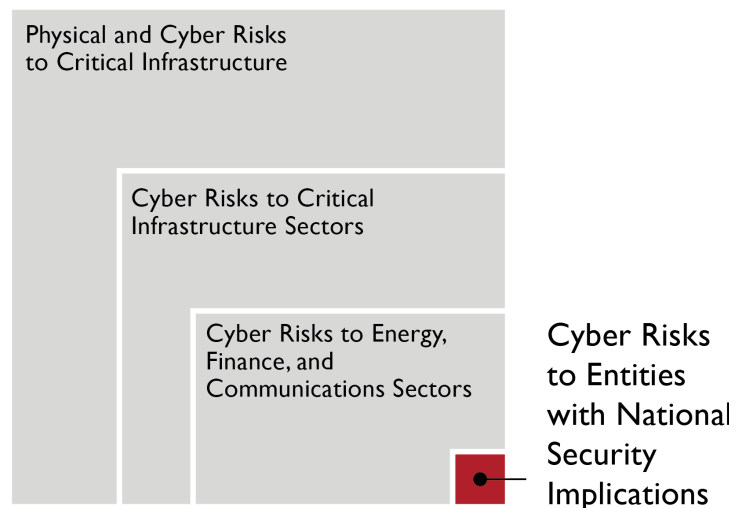 Physical and Cyber Risks
to Critical Infrastructure
Cyber Risks to Critical
Infrastructure Sectors
Cyber Risks to Energy,
Finance, and
Communications Sectors
Cyber Risks
to Entities
with National
Security
Implications